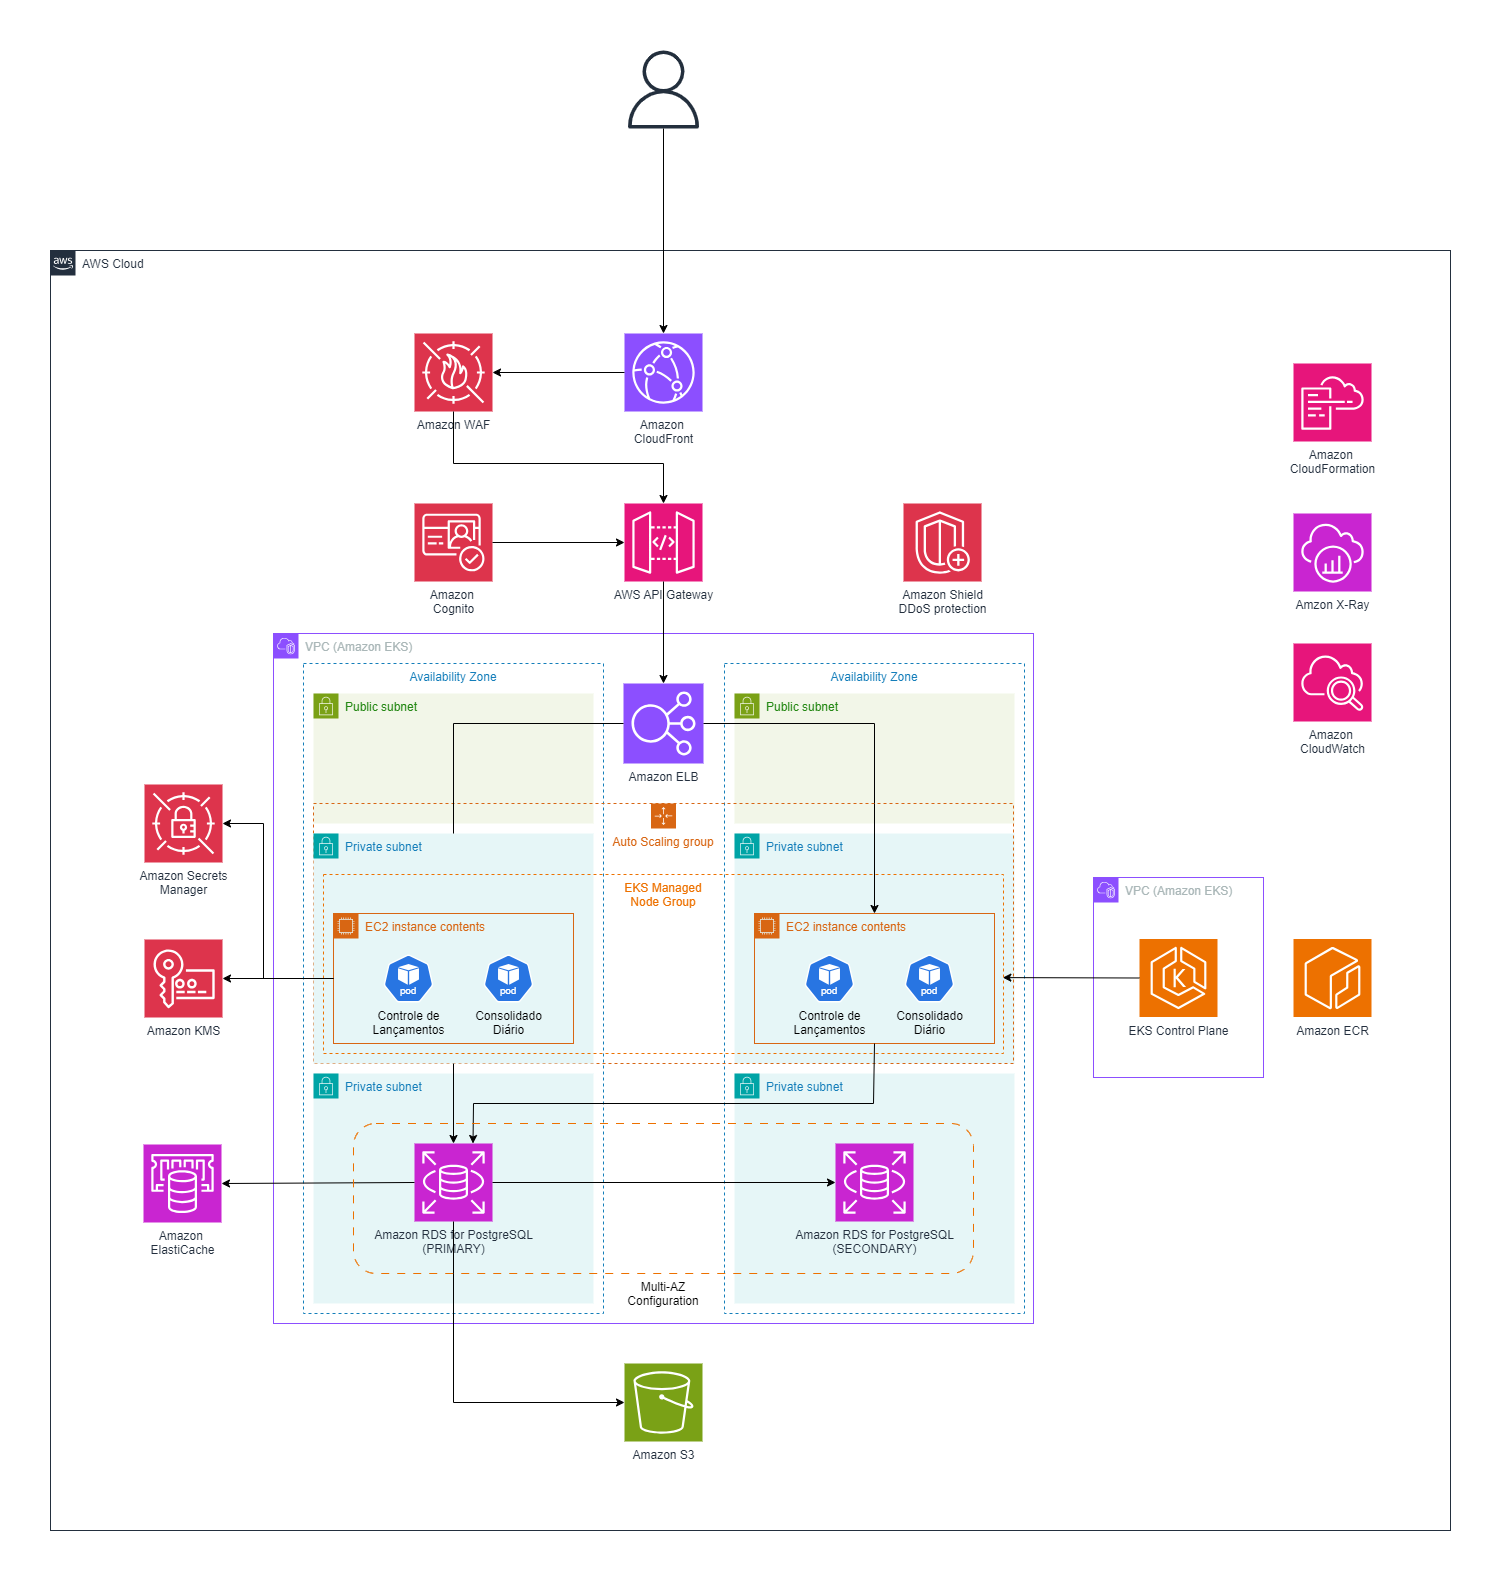 aws
AWS Cloud
Amazon WAF
Amazon
CloudFront
Amazon
CloudFormation
Amazon
Cognito
AWS API Gateway
Amazon Shield
DDoS protection
Amzon X-Ray
VPC (Amazon EKS)
Availability Zone
Availability Zone
Public subnet
Public subnet
Amazon
CloudWatch
Amazon ELB
Auto Scaling group
Private subnet
Private subnet
Amazon Secrets
Manager
EKS Managed
Node Group
VPC (Amazon EKS)
EC2 instance contents
EC2 instance contents
K
pod
pod
pod
pod
Controle de
Lançamentos
Consolidado
Diário
Controle de
Lançamentos
Consolidado
Diário
Amazon KMS
EKS Control Plane
Amazon ECR
Private subnet
Private subnet
Amazon
ElastiCache
Amazon RDS for PostgreSQL
(PRIMARY)
Amazon RDS for PostgreSQL
(SECONDARY)
Multi-AZ
Configuration
Amazon S3